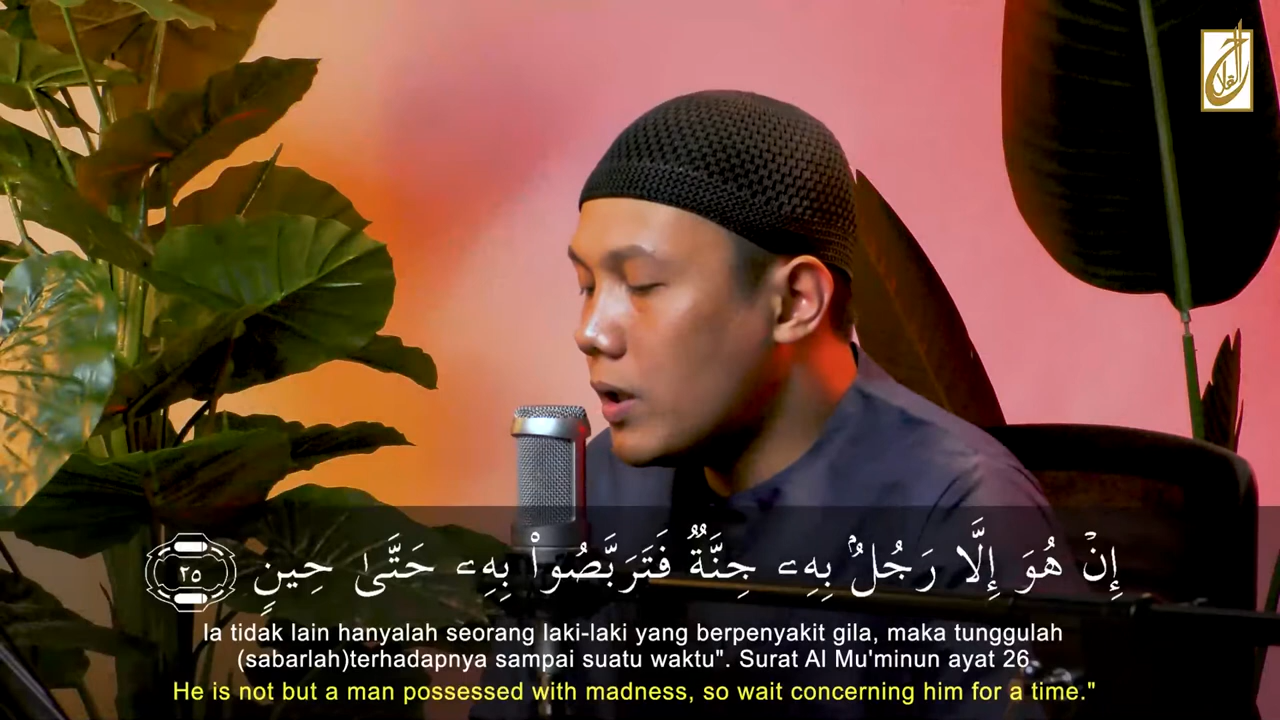 إِنْ هُوَ إِلَّا رَجُلٌۢ بِهِۦ جِنَّةٌ فَتَرَبَّصُوا۟ بِهِۦ حَتَّىٰ حِينٍ ٢٥
Ia tidak lain hanyalah seorang laki-laki yang berpenyakit gila, maka tunggulah
(sabarlah)terhadapnya sampai suatu waktu". Surat Al Mu'minun ayat 26
He is not but a man possessed with madness, so wait concerning him for a time."